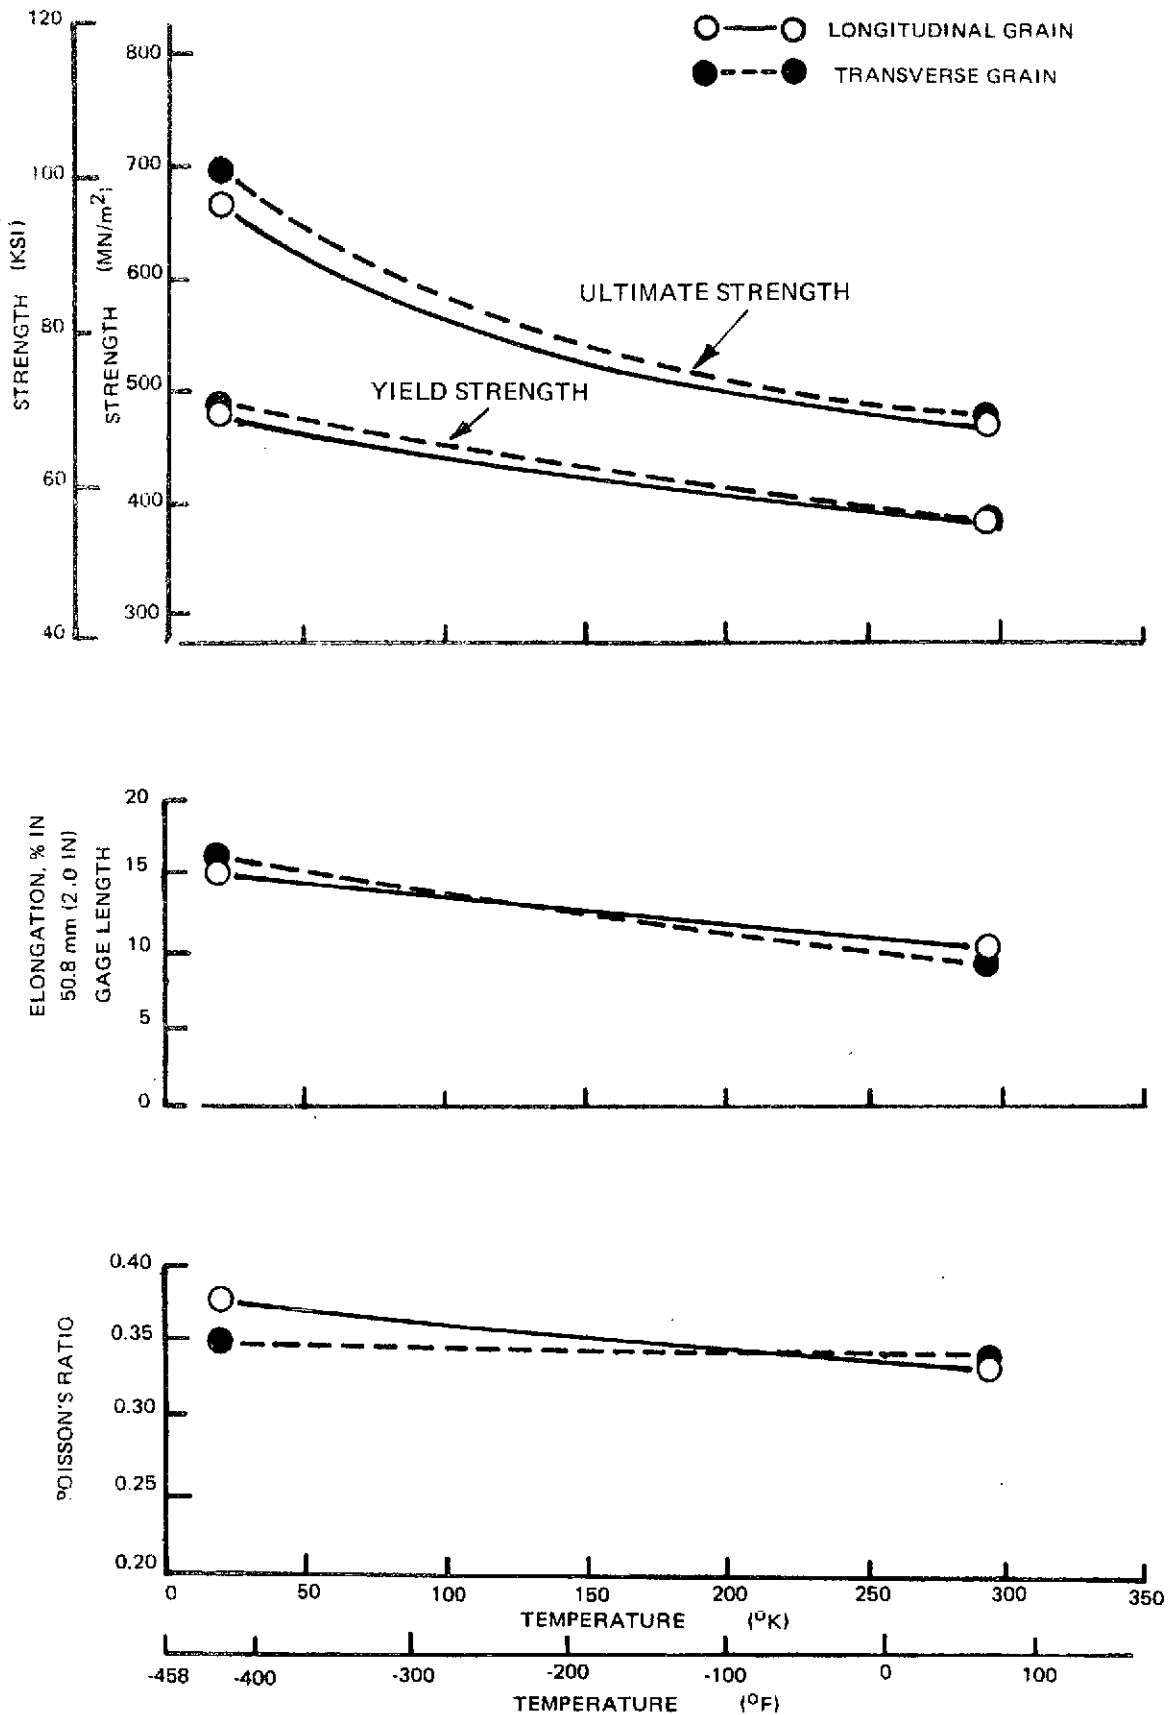 LONGITUDINAL GRAIN
TRANSVERSE GRAIN
120
100
80
60
40
STRENGTH (KSI)
800
700
600
500
400
300
STRENGTH (MN/m²;
ULTIMATE STRENGTH
YIELD STRENGTH
20
15
10
5
0
ELONGATION, % IN
50.8 mm (2.0 IN)
GAGE LENGTH
0.40
0.35
0.30
0.25
0.20
POISSON'S RATIO
0 50 100 150 200 250 300 350
TEMPERATURE (°K)
-458 -400 -300 -200 -100 0 100
TEMPERATURE (°F)